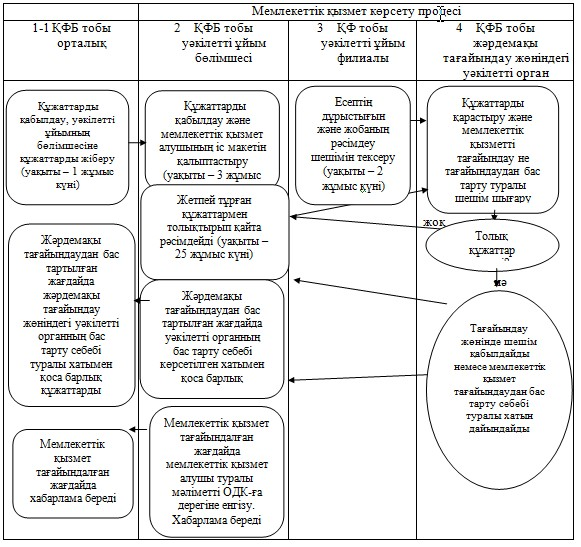 Мемлекеттік қызмет көрсету процесі
1-1 ҚФБ тобы
орталық
2 ҚФБ тобы
уәкілетті ұйым
бөлімшесі
3 ҚФ тобы
уәкілетті ұйым
филиалы
4 ҚФБ тобы
жәрдемақы
тағайындау жөніндегі
уәкілетті орган
Құжаттарды
қабылдау, уәкілетті
ұйымның
бөлімшесіне
құжаттарды жіберу
(уақыты – 1 жұмыс
күні)
Құжаттарды
қабылдау және
мемлекеттік қызмет
алушының іс макетін
қалыптастыру
(уақыты – 3 жұмыс
Есептің
дұрыстығын
және жобаның
рәсімдеу
шешімін тексеру
(уақыты – 2
жұмыс күні)
Құжаттарды
қарастыру және
мемлекеттік
қызметті
тағайындау не
тағайындаудан бас
тарту туралы
шешім шығару
Жетпей тұрған
құжаттармен
толықтырып қайта
рәсімдейді (уақыты –
25 жұмыс күні)
жоқ
Толық
құжаттар
Жәрдемақы
тағайындаудан бас
тартылған
жағдайда
жәрдемақы
тағайындау
жөніндегі уәкілетті
органның бас
тарту себебі
туралы хатымен
қоса барлық
құжаттарды
Жәрдемақы
тағайындаудан бас
тартылған жағдайда
уәкілетті органның
бас тарту себебі
көрсетілген хатымен
қоса барлық
Тағайындау
жөнінде шешім
қабылдайды
немесе мемлекеттік
қызмет
тағайындаудан бас
тарту себебі
туралы хатын
дайындайды
Мемлекеттік
қызмет
тағайындалған
жағдайда
хабарлама береді
Мемлекеттік қызмет
тағайындалған
жағдайда
мемлекеттік қызмет
алушы туралы
мәліметті ОДК-ға
дерегіне енгізу.
Хабарлама береді